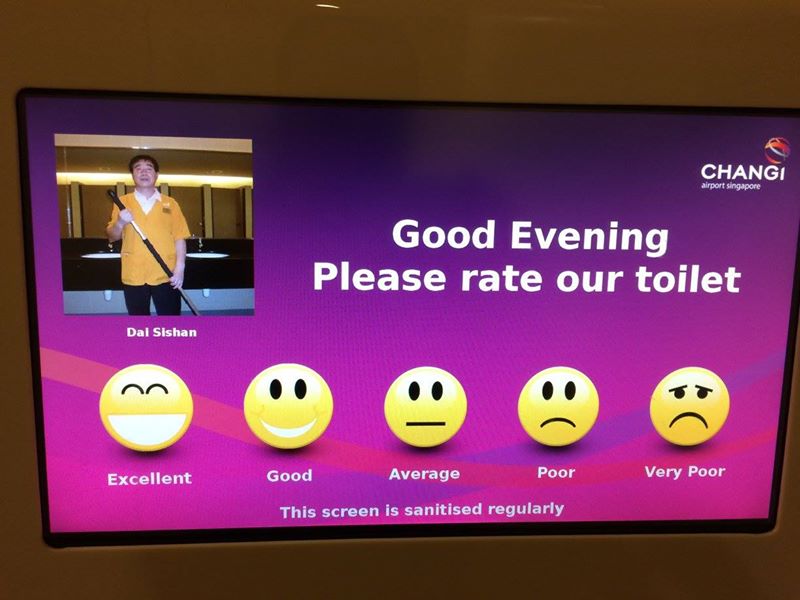 CHANGI
airport singapore
Good Evening
Please rate our toilet
Dai Sishan
Excellent
Good
Average
Poor
Very Poor
This screen is sanitised regularly